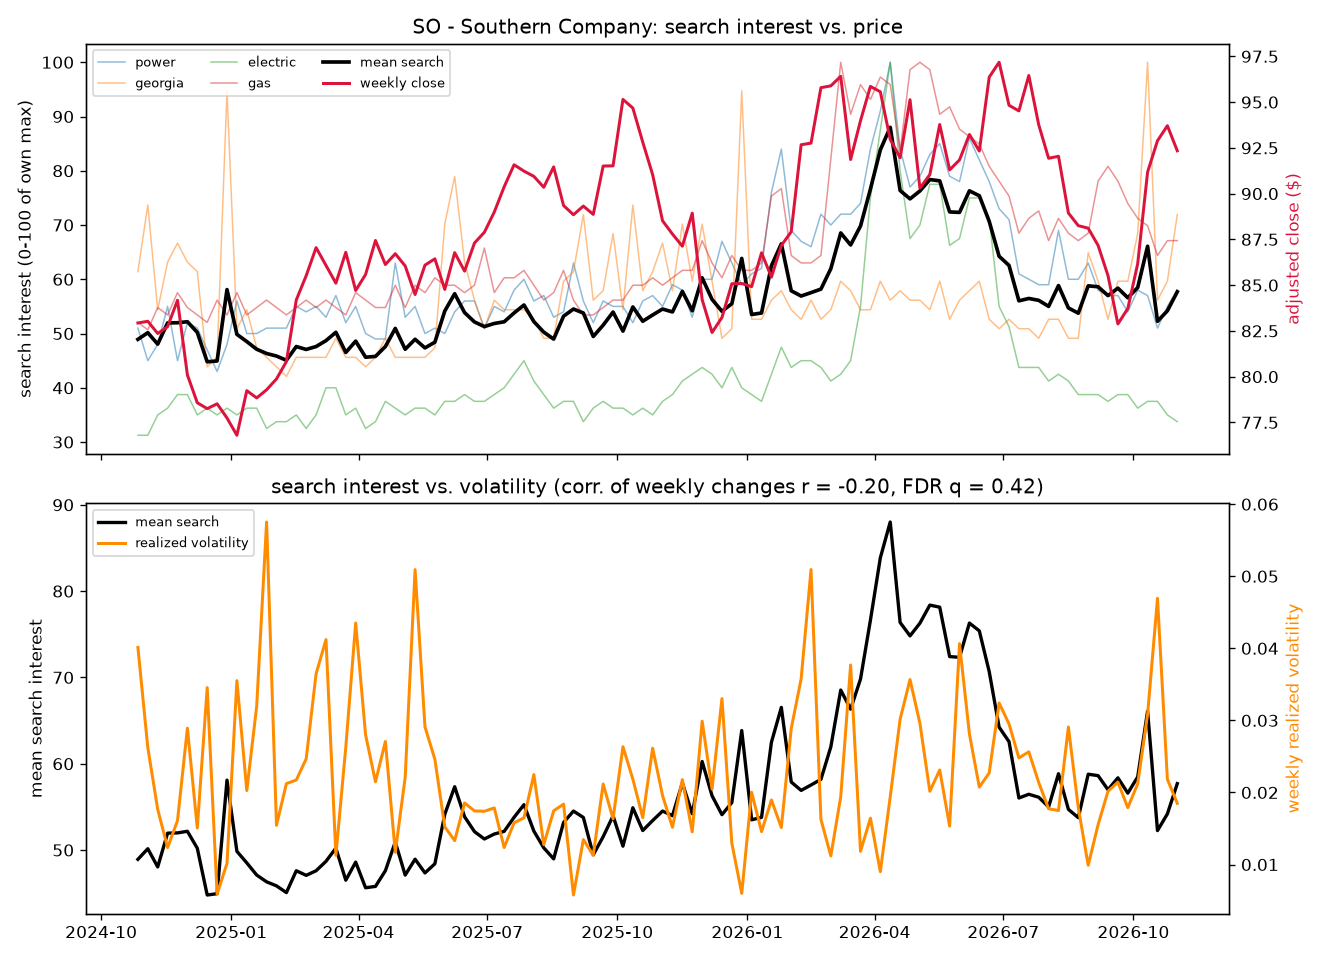 SO - Southern Company: search interest vs. price
power
georgia
electric
gas
mean search
weekly close
search interest (0-100 of own max)
100
90
80
70
60
50
40
30
97.5
95.0
92.5
90.0
87.5
85.0
82.5
80.0
77.5
adjusted close ($)
search interest vs. volatility (corr. of weekly changes r = -0.20, FDR q = 0.42)
mean search
realized volatility
mean search interest
90
80
70
60
50
0.06
0.05
0.04
0.03
0.02
0.01
weekly realized volatility
2024-10
2025-01
2025-04
2025-07
2025-10
2026-01
2026-04
2026-07
2026-10